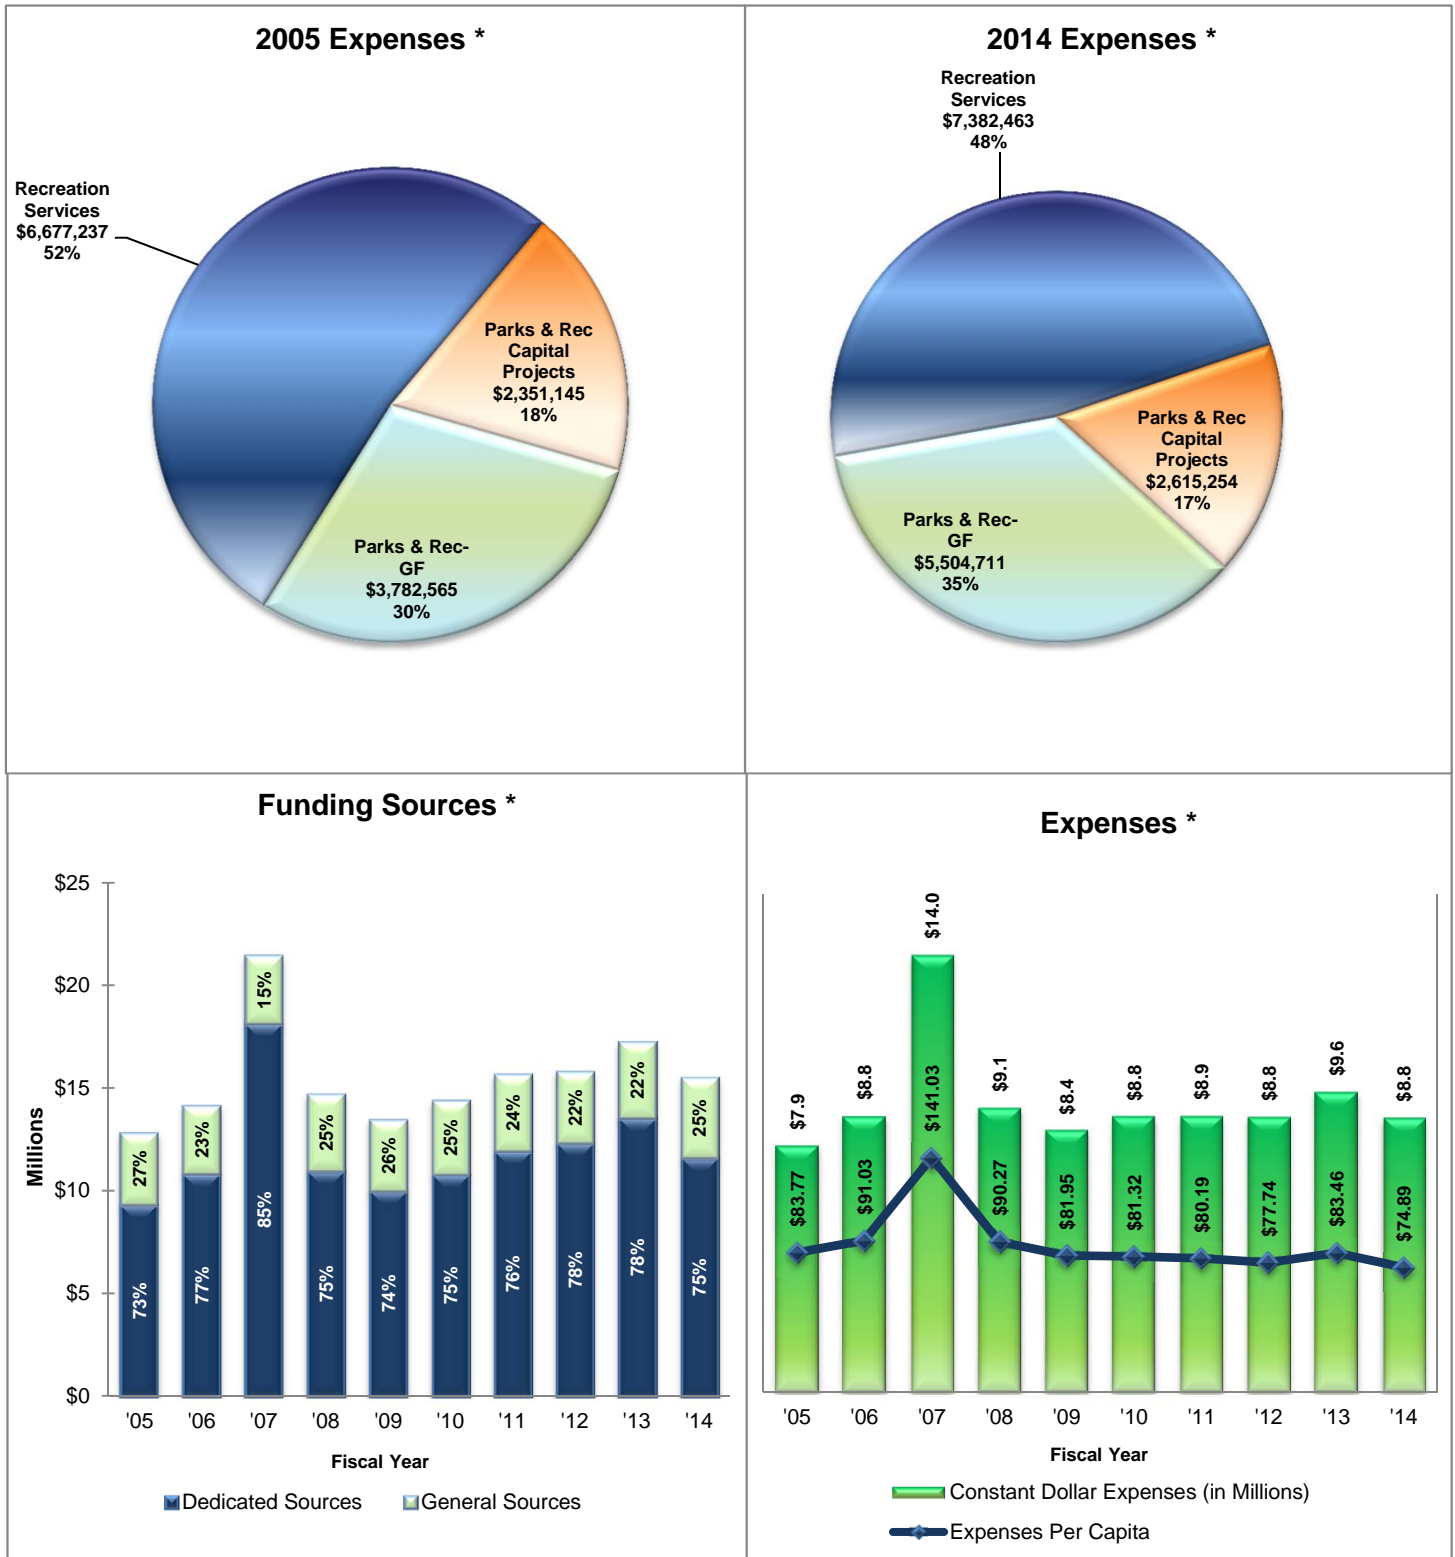 2005 Expenses *
Recreation
Services
$6,677,237
52%
Parks & Rec
Capital
Projects
$2,351,145
18%
Parks & Rec-
GF
$3,782,565
30%
2014 Expenses *
Recreation
Services
$7,382,463
48%
Parks & Rec
Capital
Projects
$2,615,254
17%
Parks & Rec-
GF
$5,504,711
35%
Funding Sources *
Millions
$25
$20
$15
$10
$5
$0
27%
23%
15%
25%
26%
25%
24%
22%
22%
25%
73%
77%
85%
75%
74%
75%
76%
78%
78%
75%
'05 '06 '07 '08 '09 '10 '11 '12 '13 '14
Fiscal Year
Dedicated Sources General Sources
Expenses *
$7.9
$8.8
$14.0
$9.1
$8.4
$8.8
$8.9
$8.8
$9.6
$8.8
$83.77
$91.03
$141.03
$90.27
$81.95
$81.32
$80.19
$77.74
$83.46
$74.89
'05 '06 '07 '08 '09 '10 '11 '12 '13 '14
Fiscal Year
Constant Dollar Expenses (in Millions)
Expenses Per Capita